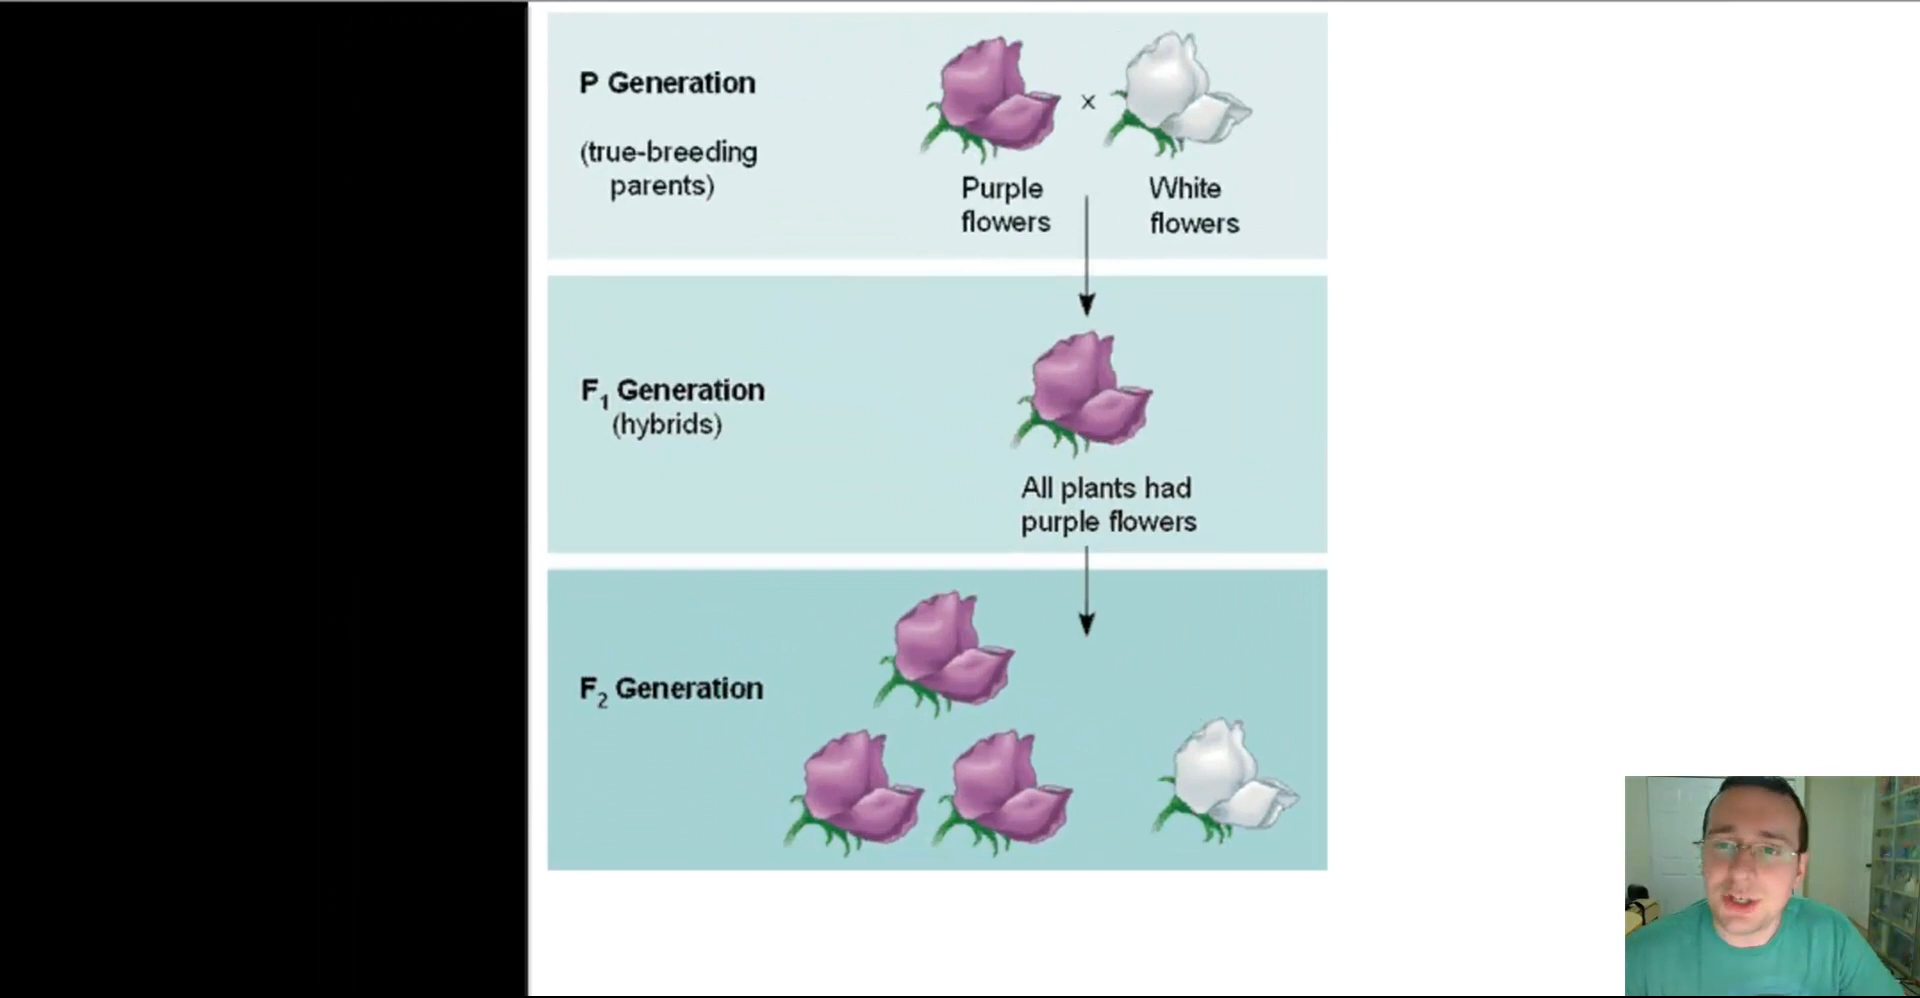 P Generation
(true-breeding
parents)
x
Purple
flowers
White
flowers
F₁ Generation
(hybrids)
All plants had
purple flowers
F₂ Generation